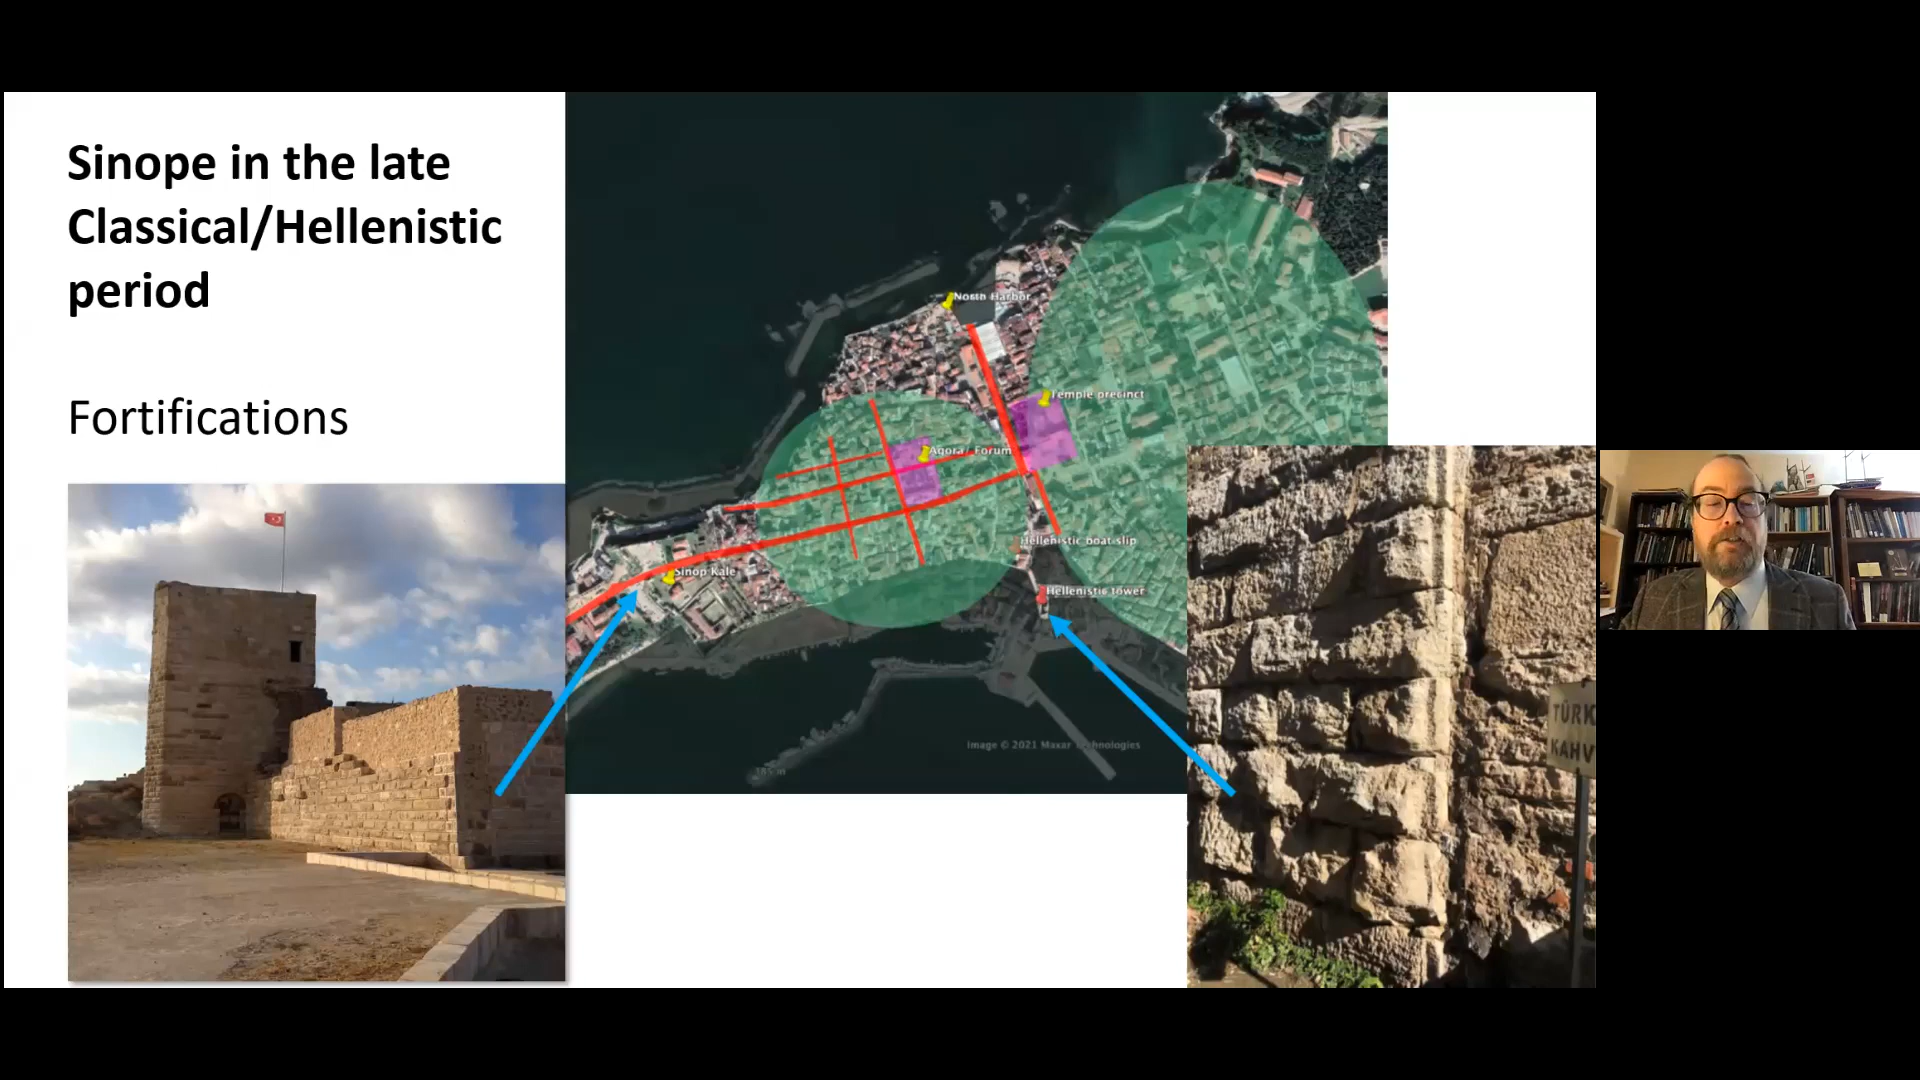 Sinope in the late
Classical/Hellenistic
period
Fortifications
North Harbor
Temple precinct
Agora / Forum
Hellenistic boat slip
Sinop Kale
Hellenistic tower
Image © 2021 Maxar Technologies
185 m
TÜRK
KAHV